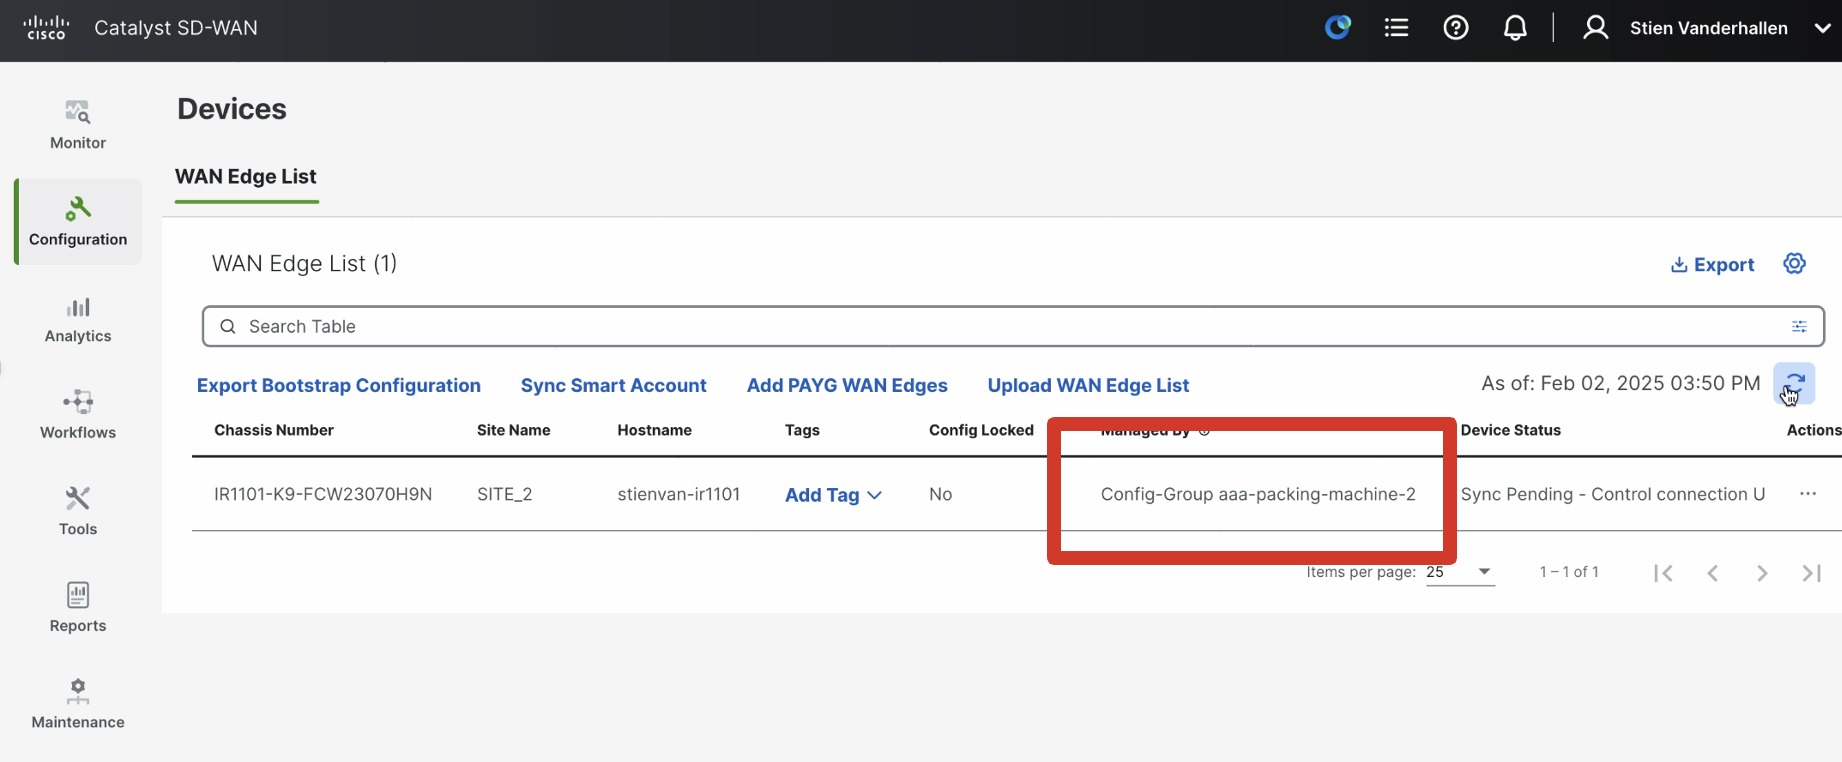 cisco
Catalyst SD-WAN
Stien Vanderhallen
Monitor
Configuration
Analytics
Workflows
Tools
Reports
Maintenance
Devices
WAN Edge List
WAN Edge List (1)
Export
Search Table
Export Bootstrap Configuration Sync Smart Account Add PAYG WAN Edges Upload WAN Edge List As of: Feb 02, 2025 03:50 PM
Chassis Number Site Name Hostname Tags Config Locked Managed By Device Status Actions
IR1101-K9-FCW23070H9N SITE_2 stienvan-ir1101 Add Tag No Config-Group aaa-packing-machine-2 Sync Pending - Control connection U ...
Items per page: 25 1 – 1 of 1